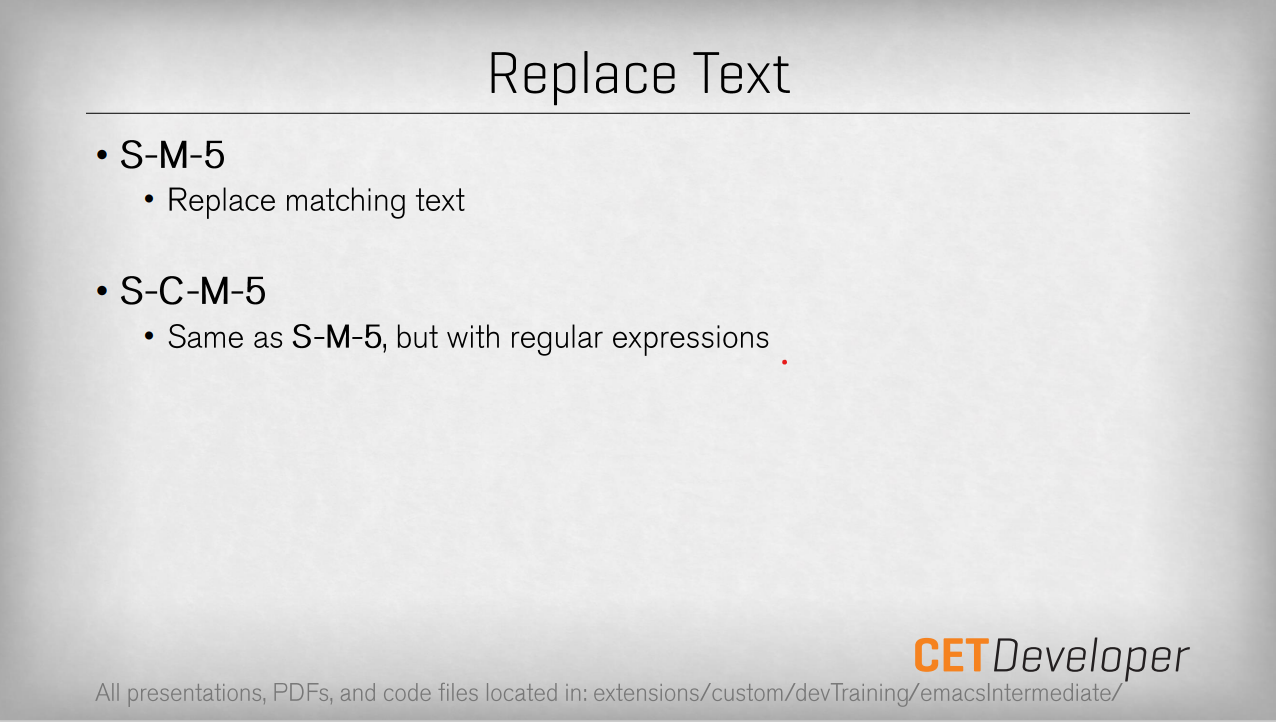 Replace Text
• S-M-5
• Replace matching text
• S-C-M-5
• Same as S-M-5, but with regular expressions
CETDeveloper
All presentations, PDFs, and code files located in: extensions/custom/devTraining/emacsIntermediate/